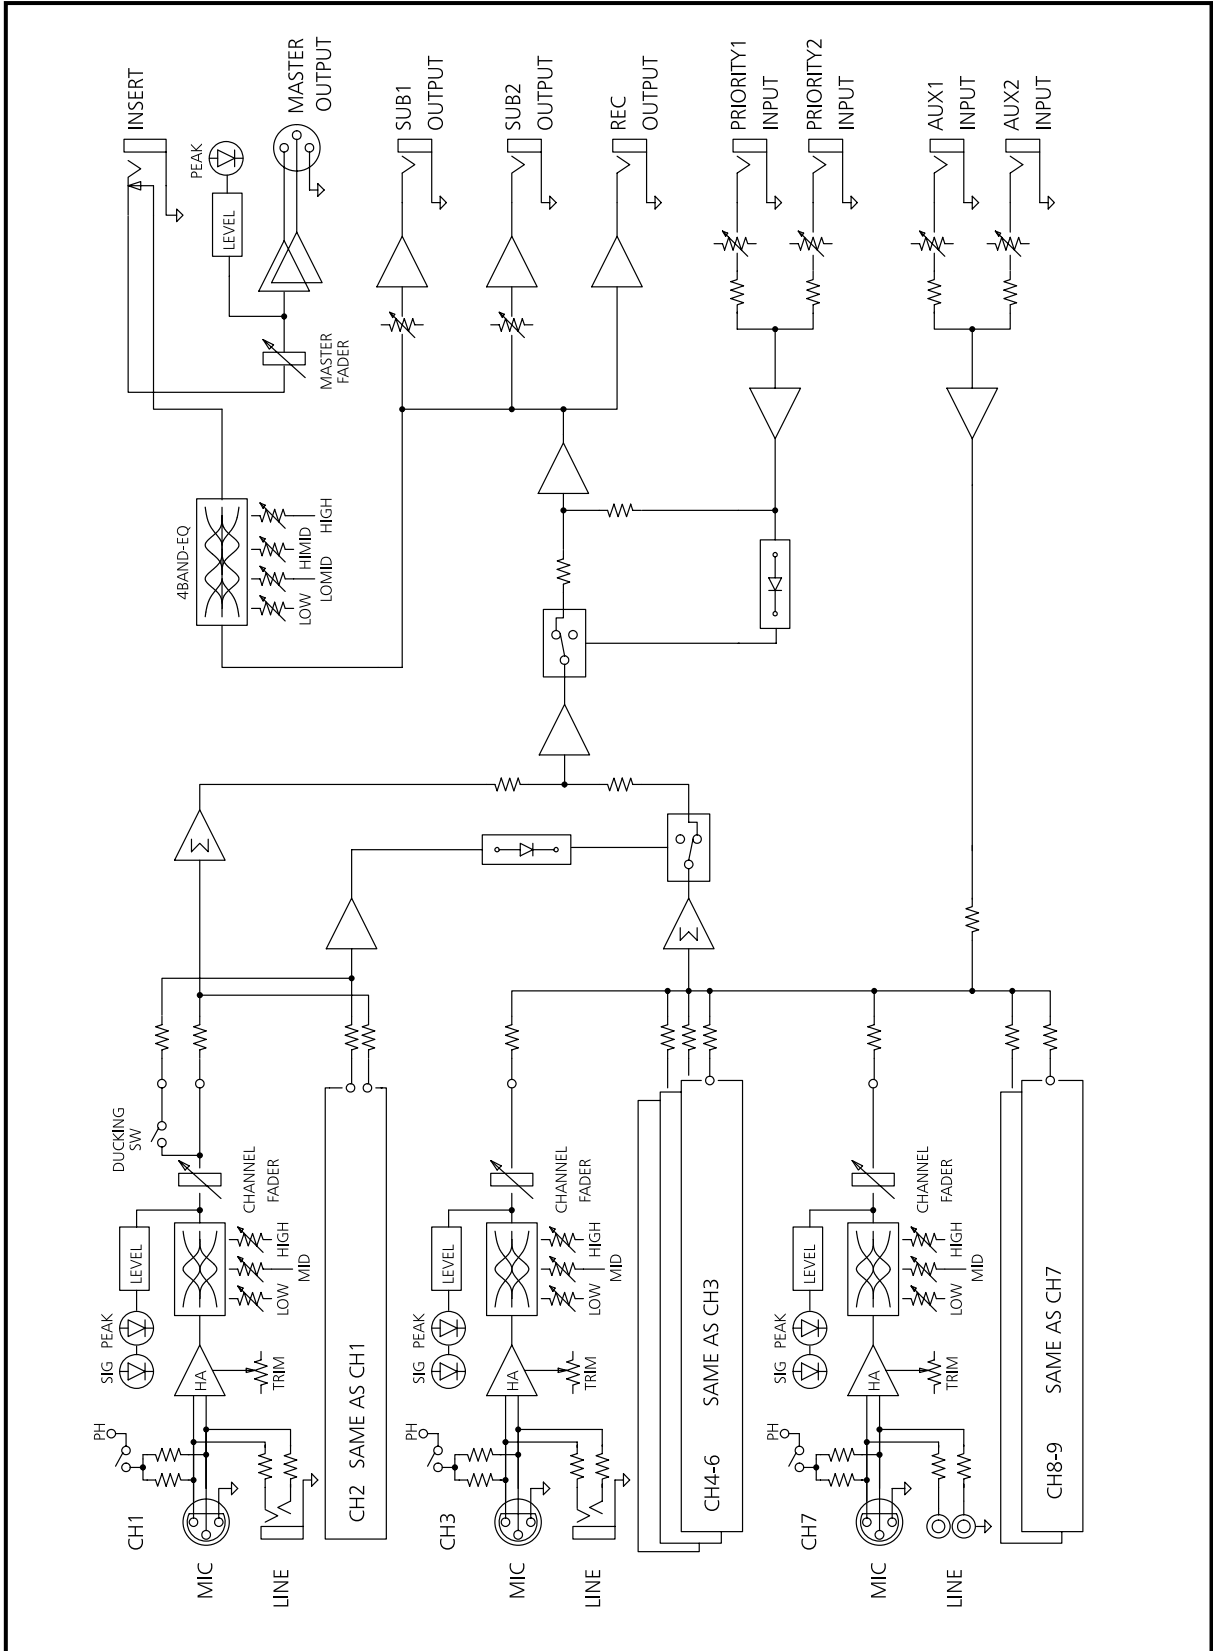 CH1
MIC
LINE
PH
HA
TRIM
SIG
PEAK
LEVEL
LOW
MID
HIGH
CHANNEL
FADER
DUCKING
SW
CH2 SAME AS CH1
Σ
4BAND-EQ
LOW
LOMID
HIMID
HIGH
MASTER
FADER
LEVEL
PEAK
INSERT
MASTER
OUTPUT
SUB1
OUTPUT
SUB2
OUTPUT
REC
OUTPUT
CH3
MIC
LINE
PH
HA
TRIM
SIG
PEAK
LEVEL
LOW
MID
HIGH
CHANNEL
FADER
CH4-6 SAME AS CH3
Σ
PRIORITY1
INPUT
PRIORITY2
INPUT
CH7
MIC
LINE
PH
HA
TRIM
SIG
PEAK
LEVEL
LOW
MID
HIGH
CHANNEL
FADER
CH8-9 SAME AS CH7
AUX1
INPUT
AUX2
INPUT